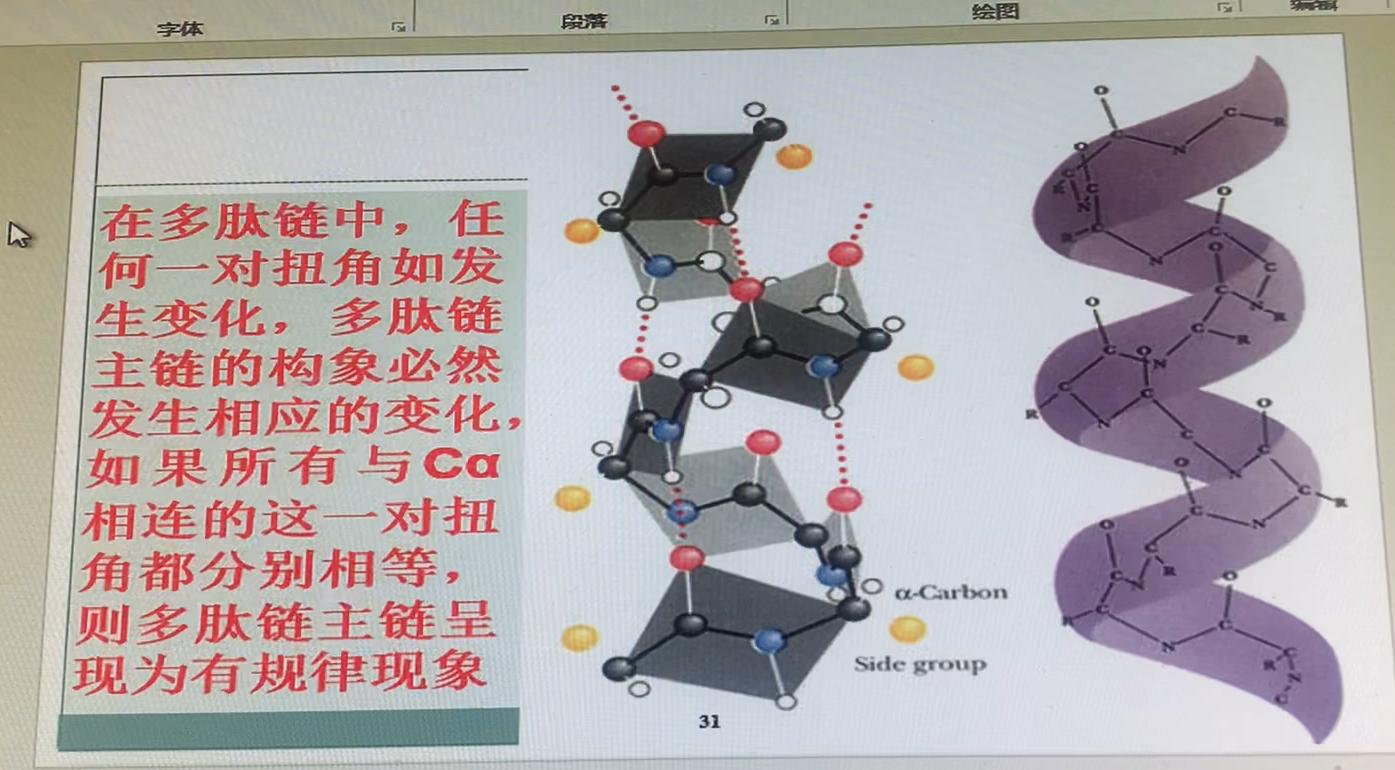 字体
段落
绘图
编辑
在多肽链中，任
何一对扭角如发
生变化，多肽链
主链的构象必然
发生相应的变化，
如果所有与Cα
相连的这一对扭
角都分别相等，
则多肽链主链呈
现为有规律现象
α-Carbon
Side group
31